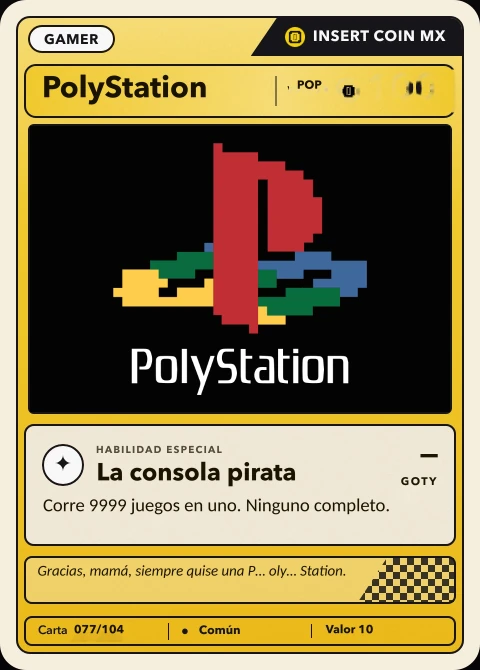 GAMER
INSERT COIN MX
PolyStation
POP
PolyStation
HABILIDAD ESPECIAL
La consola pirata
GOTY
Corre 9999 juegos en uno. Ninguno completo.
Gracias, mamá, siempre quise una P... oly... Station.
Carta 077/104
• Común
Valor 10